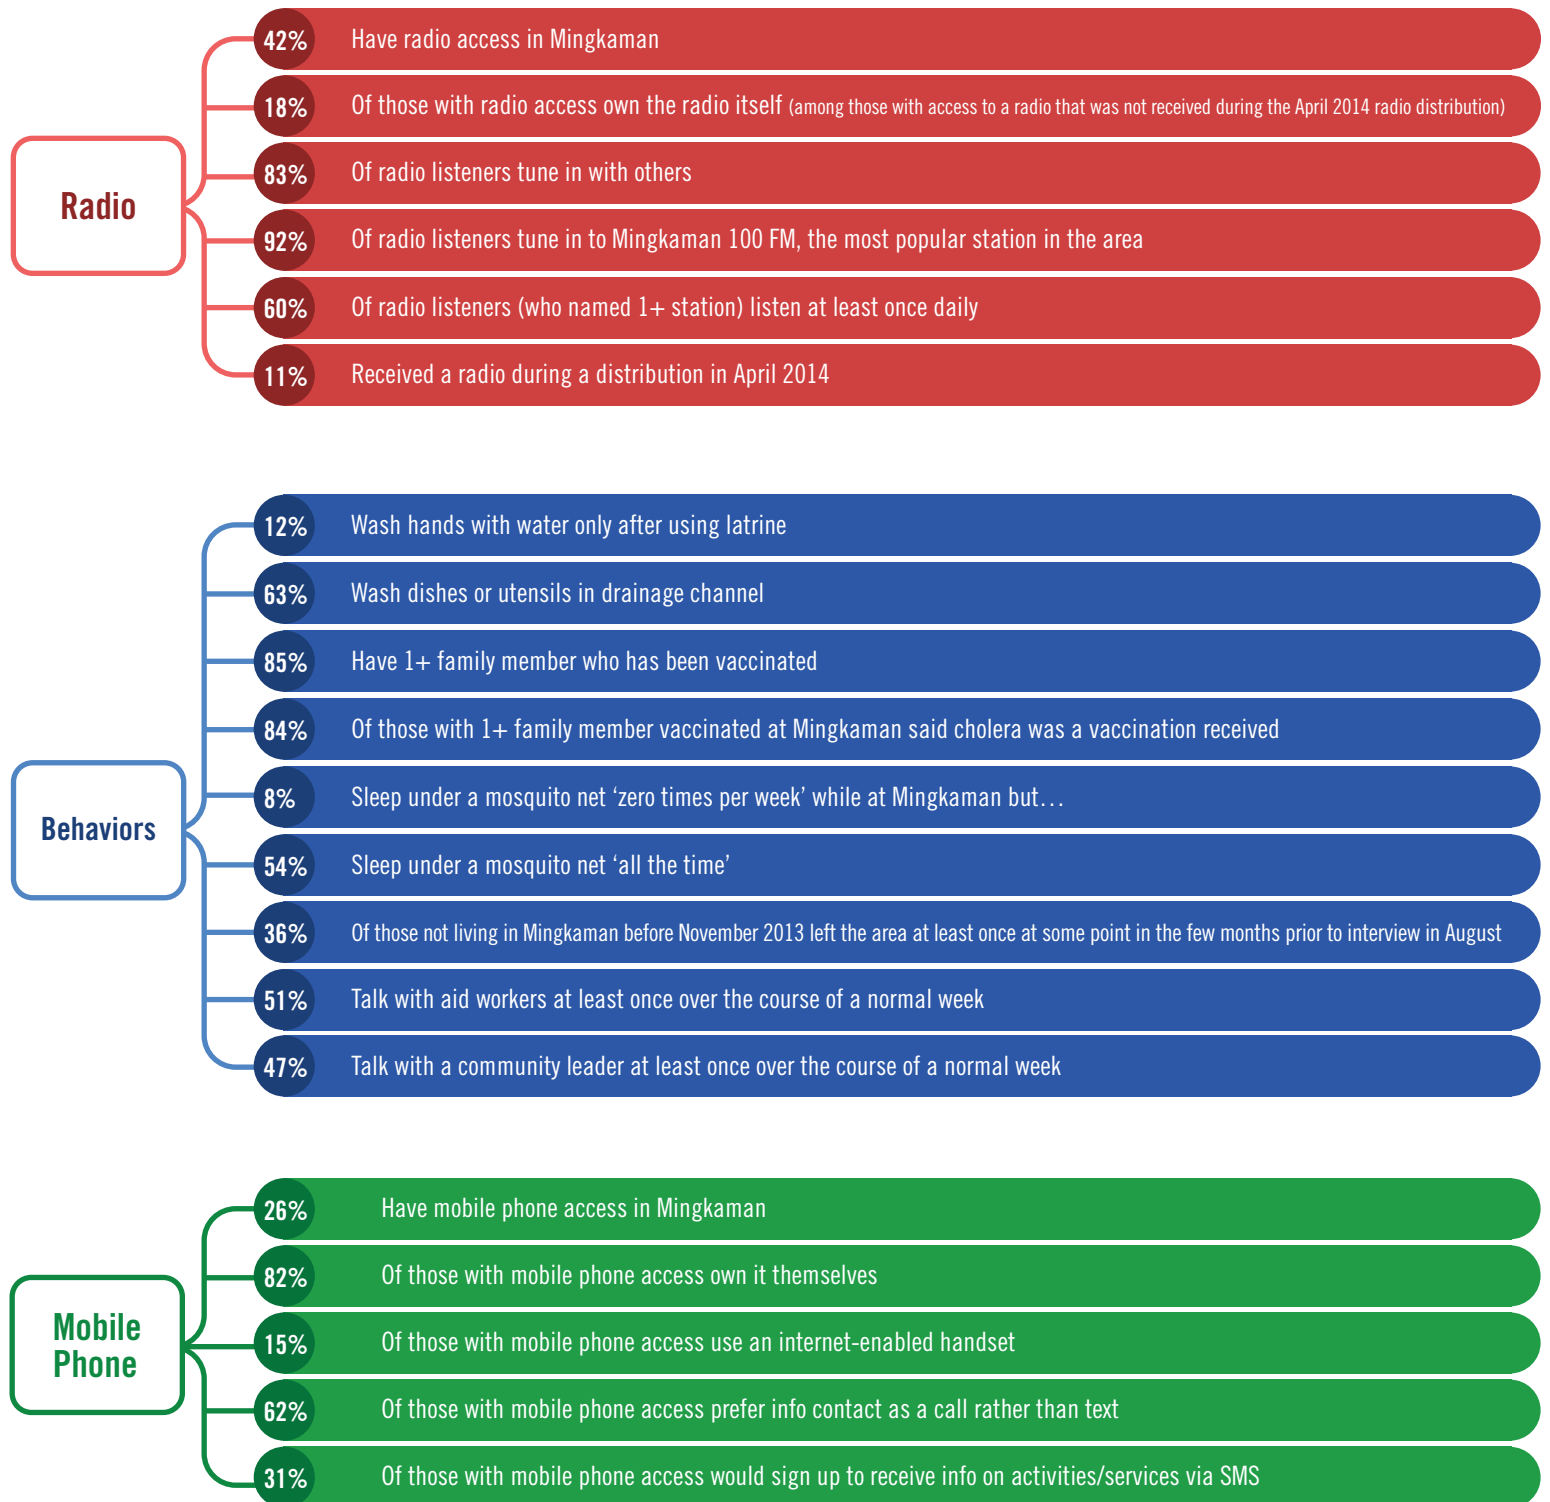 Radio
42% Have radio access in Mingkaman
18% Of those with radio access own the radio itself (among those with access to a radio that was not received during the April 2014 radio distribution)
83% Of radio listeners tune in with others
92% Of radio listeners tune in to Mingkaman 100 FM, the most popular station in the area
60% Of radio listeners (who named 1+ station) listen at least once daily
11% Received a radio during a distribution in April 2014
Behaviors
12% Wash hands with water only after using latrine
63% Wash dishes or utensils in drainage channel
85% Have 1+ family member who has been vaccinated
84% Of those with 1+ family member vaccinated at Mingkaman said cholera was a vaccination received
8% Sleep under a mosquito net ‘zero times per week’ while at Mingkaman but…
54% Sleep under a mosquito net ‘all the time’
36% Of those not living in Mingkaman before November 2013 left the area at least once at some point in the few months prior to interview in August
51% Talk with aid workers at least once over the course of a normal week
47% Talk with a community leader at least once over the course of a normal week
Mobile
Phone
26% Have mobile phone access in Mingkaman
82% Of those with mobile phone access own it themselves
15% Of those with mobile phone access use an internet-enabled handset
62% Of those with mobile phone access prefer info contact as a call rather than text
31% Of those with mobile phone access would sign up to receive info on activities/services via SMS